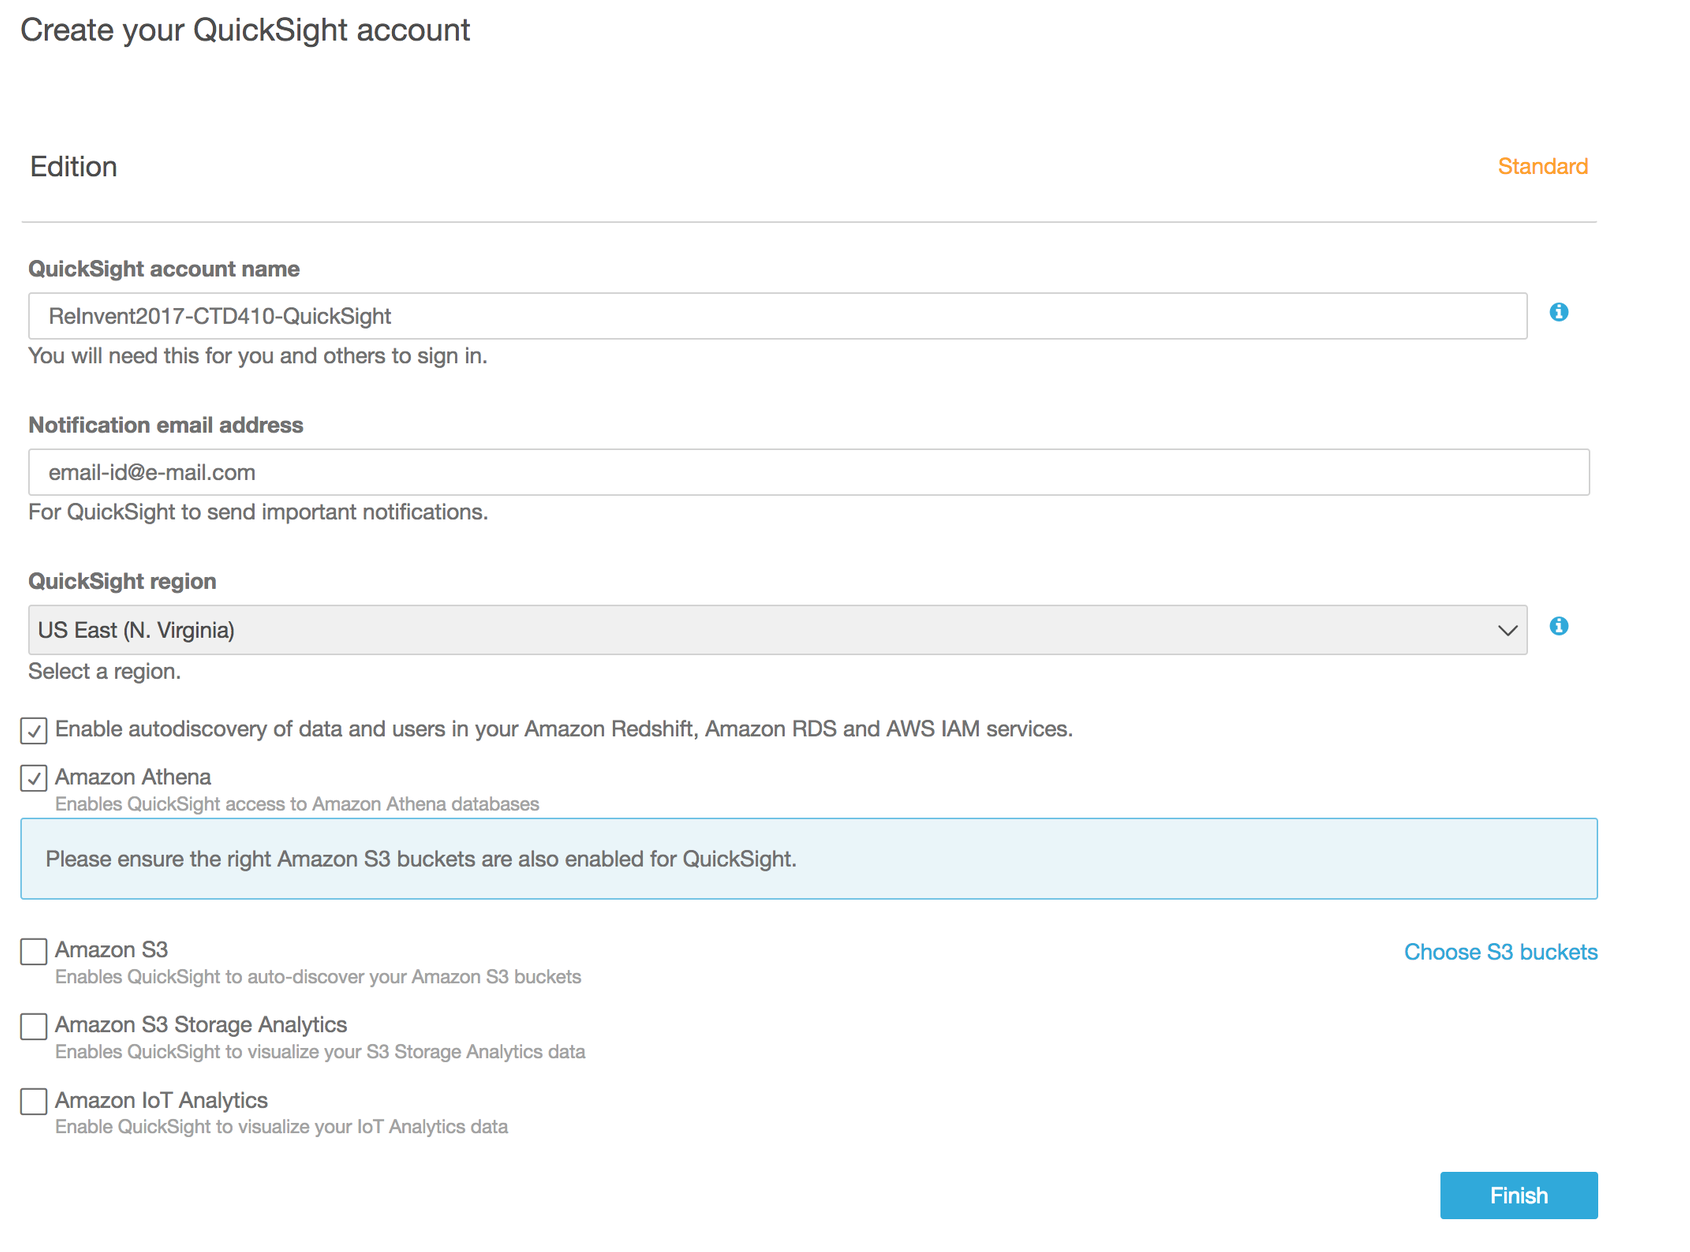 Create your QuickSight account
Edition
Standard
QuickSight account name
ReInvent2017-CTD410-QuickSight
You will need this for you and others to sign in.
Notification email address
email-id@e-mail.com
For QuickSight to send important notifications.
QuickSight region
US East (N. Virginia)
Select a region.
Enable autodiscovery of data and users in your Amazon Redshift, Amazon RDS and AWS IAM services.
Amazon Athena
Enables QuickSight access to Amazon Athena databases
Please ensure the right Amazon S3 buckets are also enabled for QuickSight.
Amazon S3
Choose S3 buckets
Enables QuickSight to auto-discover your Amazon S3 buckets
Amazon S3 Storage Analytics
Enables QuickSight to visualize your S3 Storage Analytics data
Amazon IoT Analytics
Enable QuickSight to visualize your IoT Analytics data
Finish